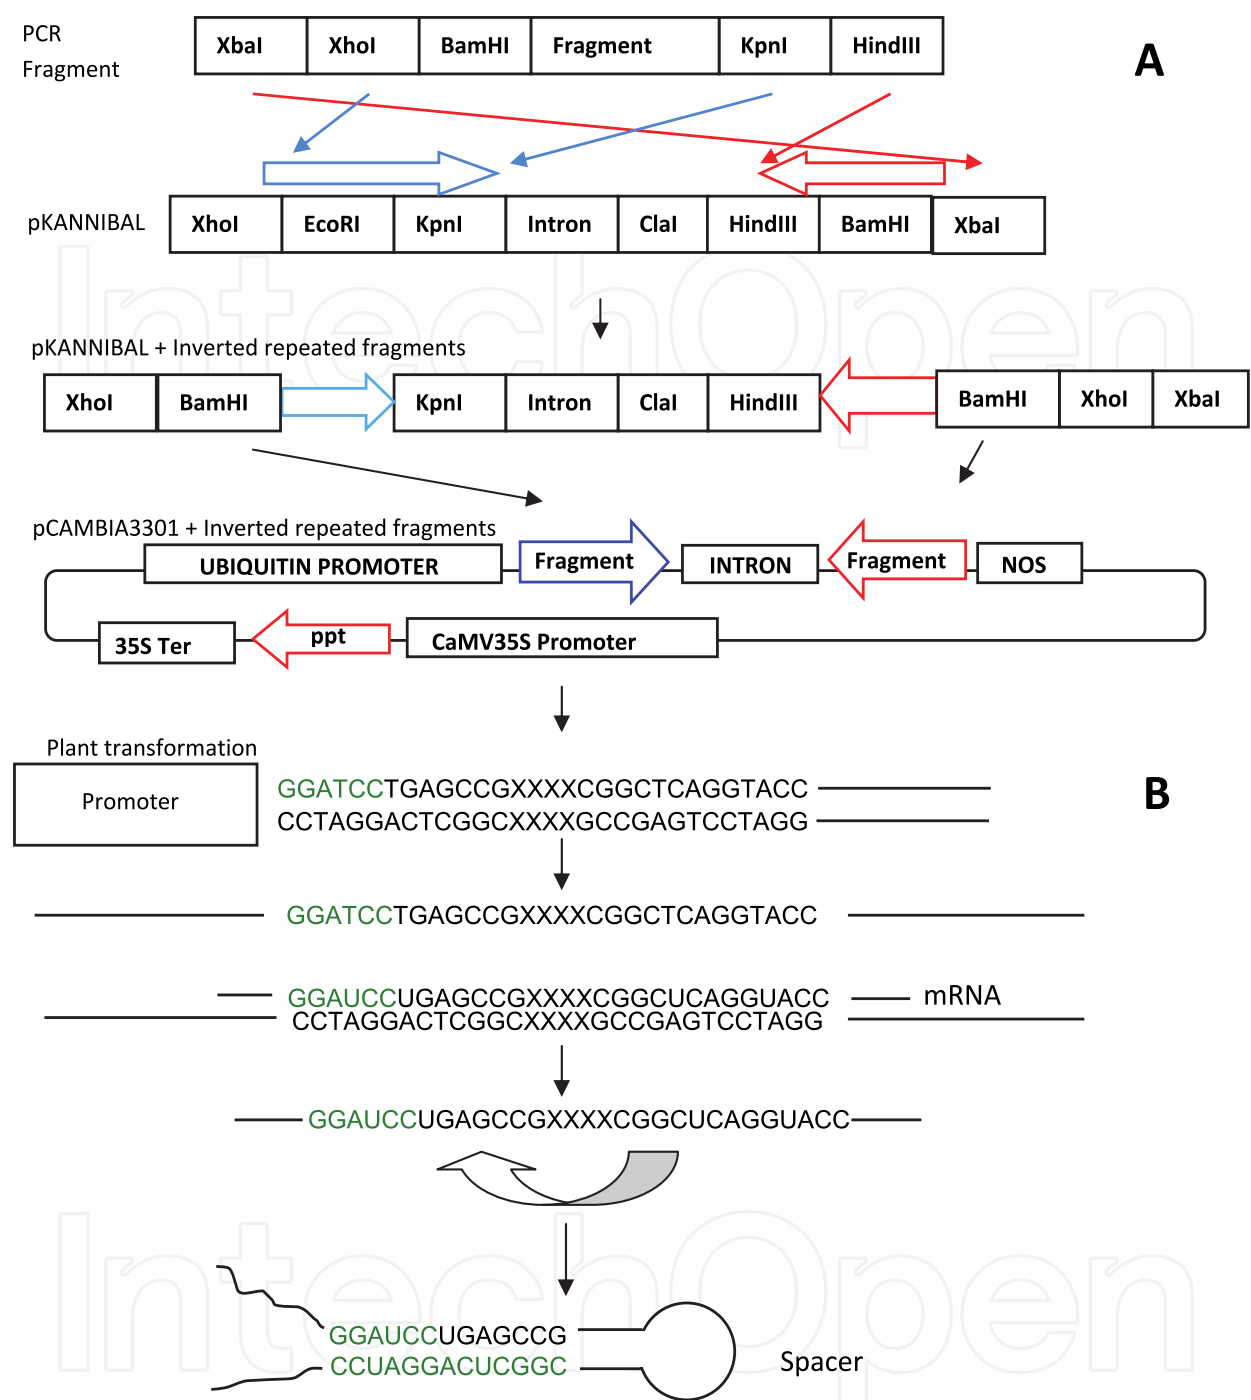 PCR
Fragment
XbaI XhoI BamHI Fragment KpnI HindIII
A
pKANNIBAL
XhoI EcoRI KpnI Intron ClaI HindIII BamHI XbaI
pKANNIBAL + Inverted repeated fragments
XhoI BamHI KpnI Intron ClaI HindIII BamHI XhoI XbaI
pCAMBIA3301 + Inverted repeated fragments
UBIQUITIN PROMOTER Fragment INTRON Fragment NOS
35S Ter ppt CaMV35S Promoter
Plant transformation
Promoter
B
GGATCCTGAGCCGXXXXCGGCTCAGGTACC
CCTAGGACTCGGCXXXXGCCGAGTCCTAGG
GGATCCTGAGCCGXXXXCGGCTCAGGTACC
GGAUCCUGAGCCGXXXXCGGCUCAGGUACC mRNA
CCTAGGACTCGGCXXXXGCCGAGTCCTAGG
GGAUCCUGAGCCGXXXXCGGCUCAGGUACC
GGAUCCUGAGCCG
CCUAGGACUCGGC
Spacer
IntechOpen
IntechOpen